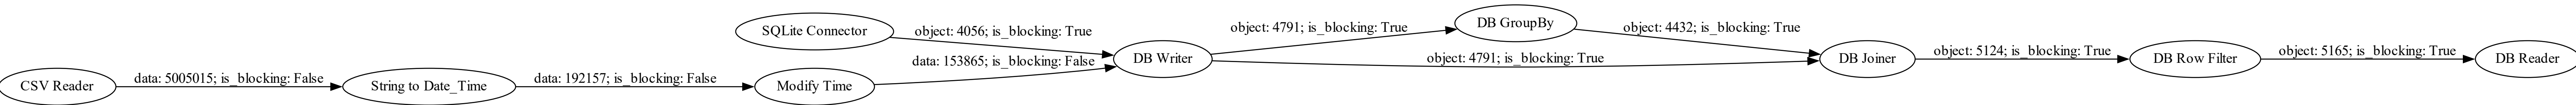 CSV Reader
data: 5005015; is_blocking: False
String to Date_Time
data: 192157; is_blocking: False
SQLite Connector
Modify Time
object: 4056; is_blocking: True
data: 153865; is_blocking: False
DB Writer
object: 4791; is_blocking: True
object: 4791; is_blocking: True
DB GroupBy
object: 4432; is_blocking: True
DB Joiner
object: 5124; is_blocking: True
DB Row Filter
object: 5165; is_blocking: True
DB Reader